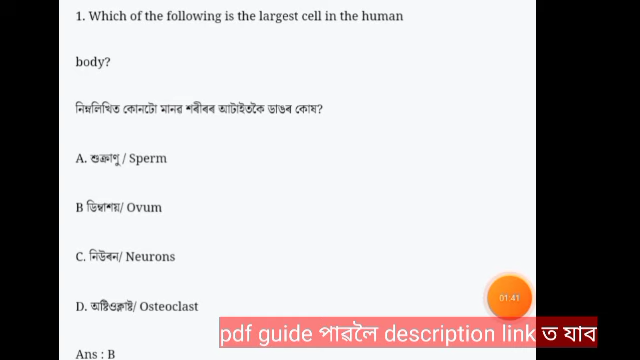 1. Which of the following is the largest cell in the human
body?
নিম্নলিখিত কোনটো মানৱ শৰীৰৰ আটাইতকৈ ডাঙৰ কোষ?
A. শুক্ৰাণু / Sperm
B ডিম্বাশয়/ Ovum
C. নিউৰন/ Neurons
01:41
D. অষ্টিওক্লাষ্ট/ Osteoclast
pdf guide পাৱলৈ description link ত যাব
Ans : B